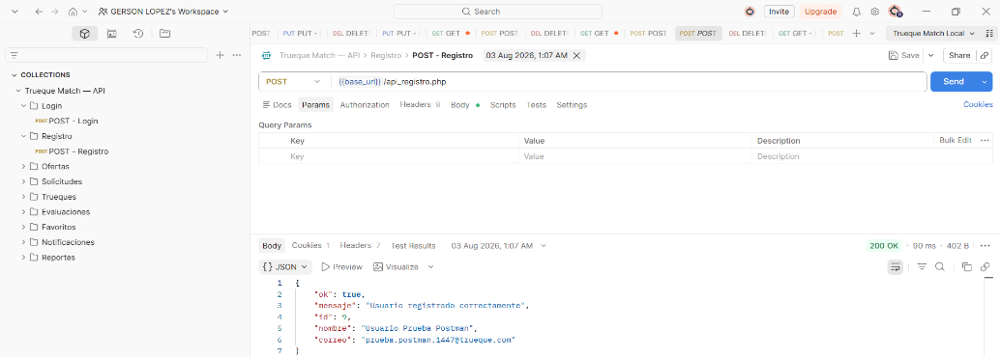 GERSON LOPEZ's Workspace
Search
Invite
Upgrade
POST
PUT PUT -
DEL DELET
PUT PUT -
GET GET
POST POST
DEL DELET
GET GET
POST POST
POST POST
DEL DELET
GET GET -
POST
Trueque Match Local
Trueque Match — API > Registro > POST - Registro
03 Aug 2026, 1:07 AM
Save
Share
COLLECTIONS
Trueque Match — API
Login
POST POST - Login
Registro
POST POST - Registro
Ofertas
Solicitudes
Trueques
Evaluaciones
Favoritos
Notificaciones
Reportes
POST
{{base_url}}/api_registro.php
Send
Docs
Params
Authorization
Headers 8
Body
Scripts
Tests
Settings
Cookies
Query Params
Key Value Description Bulk Edit
Key Value Description
Body
Cookies 1
Headers 7
Test Results
03 Aug 2026, 1:07 AM
200 OK • 90 ms • 402 B
{} JSON
Preview
Visualize
1 {
2 "ok": true,
3 "mensaje": "Usuario registrado correctamente",
4 "id": 9,
5 "nombre": "Usuario Prueba Postman",
6 "correo": "prueba.postman.1447@trueque.com"
7 }